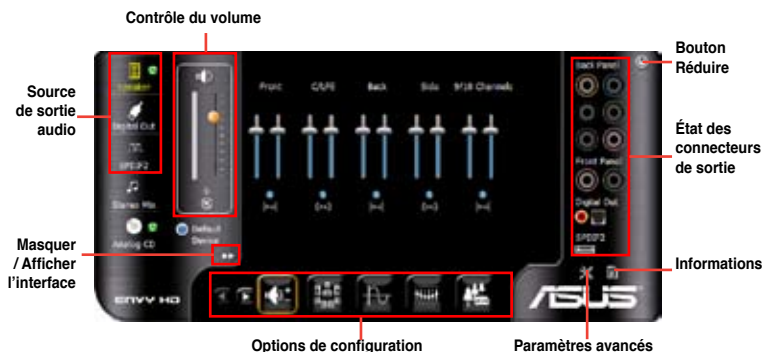 Contrôle du volume
Source
de sortie
audio
Masquer
/ Afficher
l'interface
Speaker
Digital Out
SPDIF2
Stereo Mix
Analog CD
Default
Device
ENVY HD
Front
C/LFE
Back
Side
9/10 Channels
Back Panel
Front Panel
Digital Out
SPDIF2
ASUS
Bouton
Réduire
État des
connecteurs
de sortie
Informations
Options de configuration
Paramètres avancés